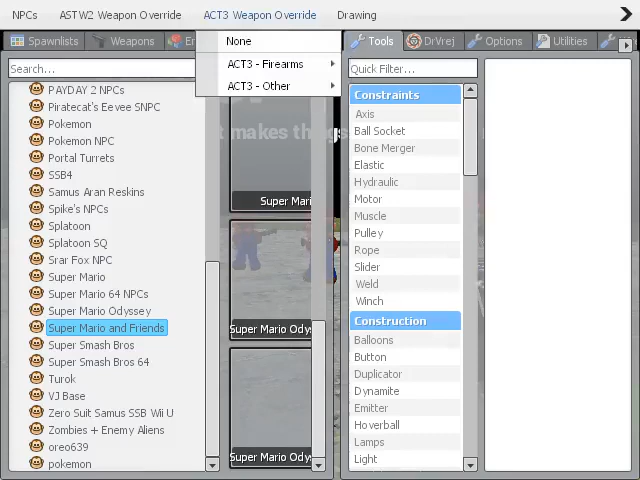 NPCs ASTW2 Weapon Override ACT3 Weapon Override Drawing
Spawnlists Weapons Tools DrVrej Options Utilities
None
ACT3 - Firearms
ACT3 - Other
Search...
PAYDAY 2 NPCs
Piratecat's Eevee SNPC
Pokemon
Pokemon NPC
Portal Turrets
SSB4
Samus Aran Reskins
Spike's NPCs
Splatoon
Splatoon SQ
Srar Fox NPC
Super Mario
Super Mario 64 NPCs
Super Mario Odyssey
Super Mario and Friends
Super Smash Bros
Super Smash Bros 64
Turok
VJ Base
Zero Suit Samus SSB Wii U
Zombies + Enemy Aliens
oreo639
pokemon
t makes th
Super Mari
Super Mario Ody
Super Mario Ody
Quick Filter...
Constraints
Axis
Ball Socket
Bone Merger
Elastic
Hydraulic
Motor
Muscle
Pulley
Rope
Slider
Weld
Winch
Construction
Balloons
Button
Duplicator
Dynamite
Emitter
Hoverball
Lamps
Light